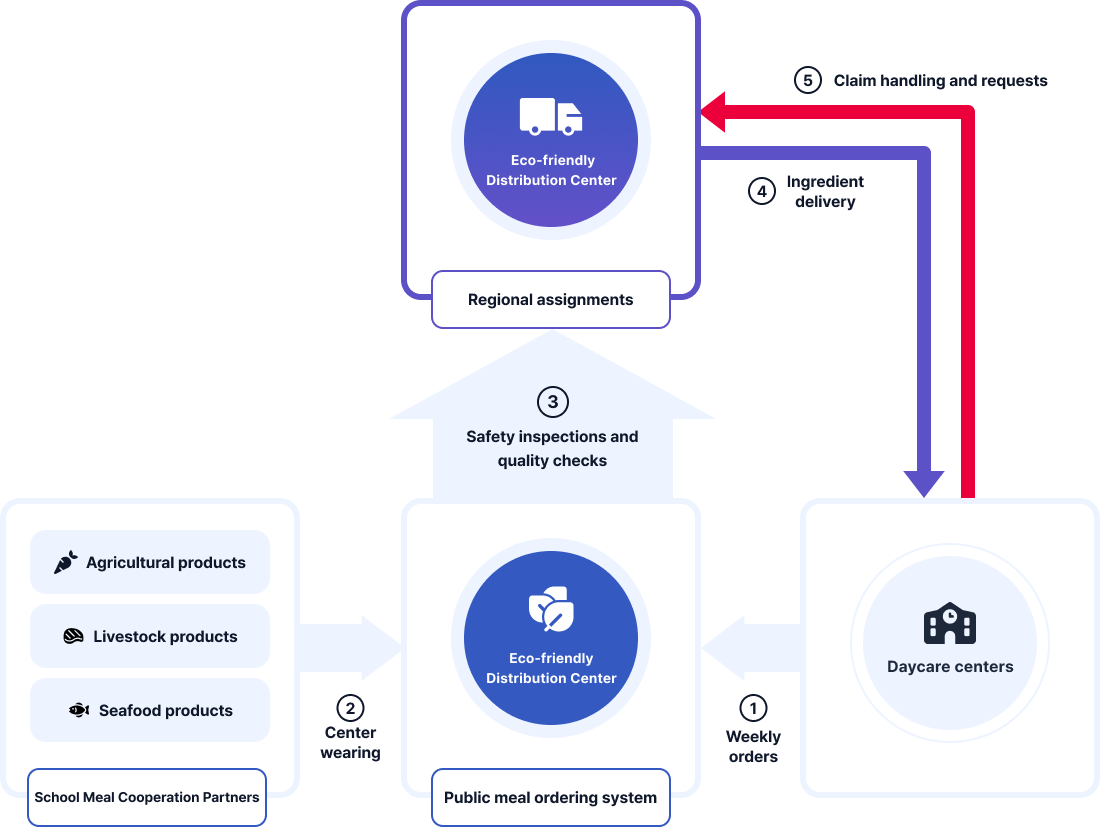 5 Claim handling and requests
Eco-friendly
Distribution Center
4 Ingredient
delivery
Regional assignments
3
Safety inspections and
quality checks
Agricultural products
Livestock products
Seafood products
School Meal Cooperation Partners
2
Center
wearing
Eco-friendly
Distribution Center
Public meal ordering system
1
Weekly
orders
Daycare centers